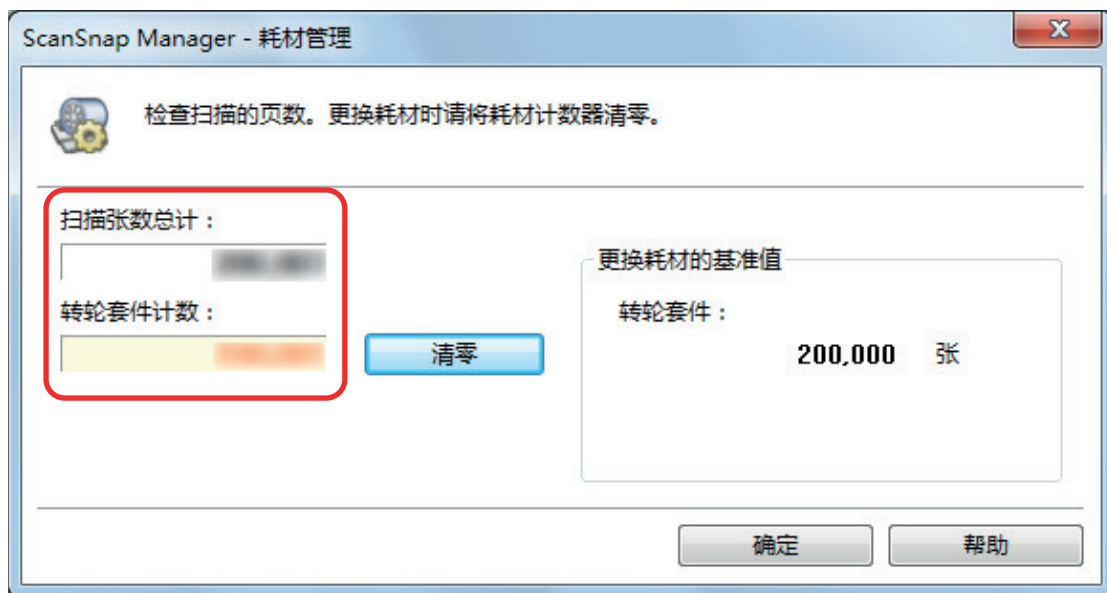 ScanSnap Manager - 耗材管理
检查扫描的页数。更换耗材时请将耗材计数器清零。
扫描张数总计：
转轮套件计数：
清零
更换耗材的基准值
转轮套件：
200,000 张
确定
帮助